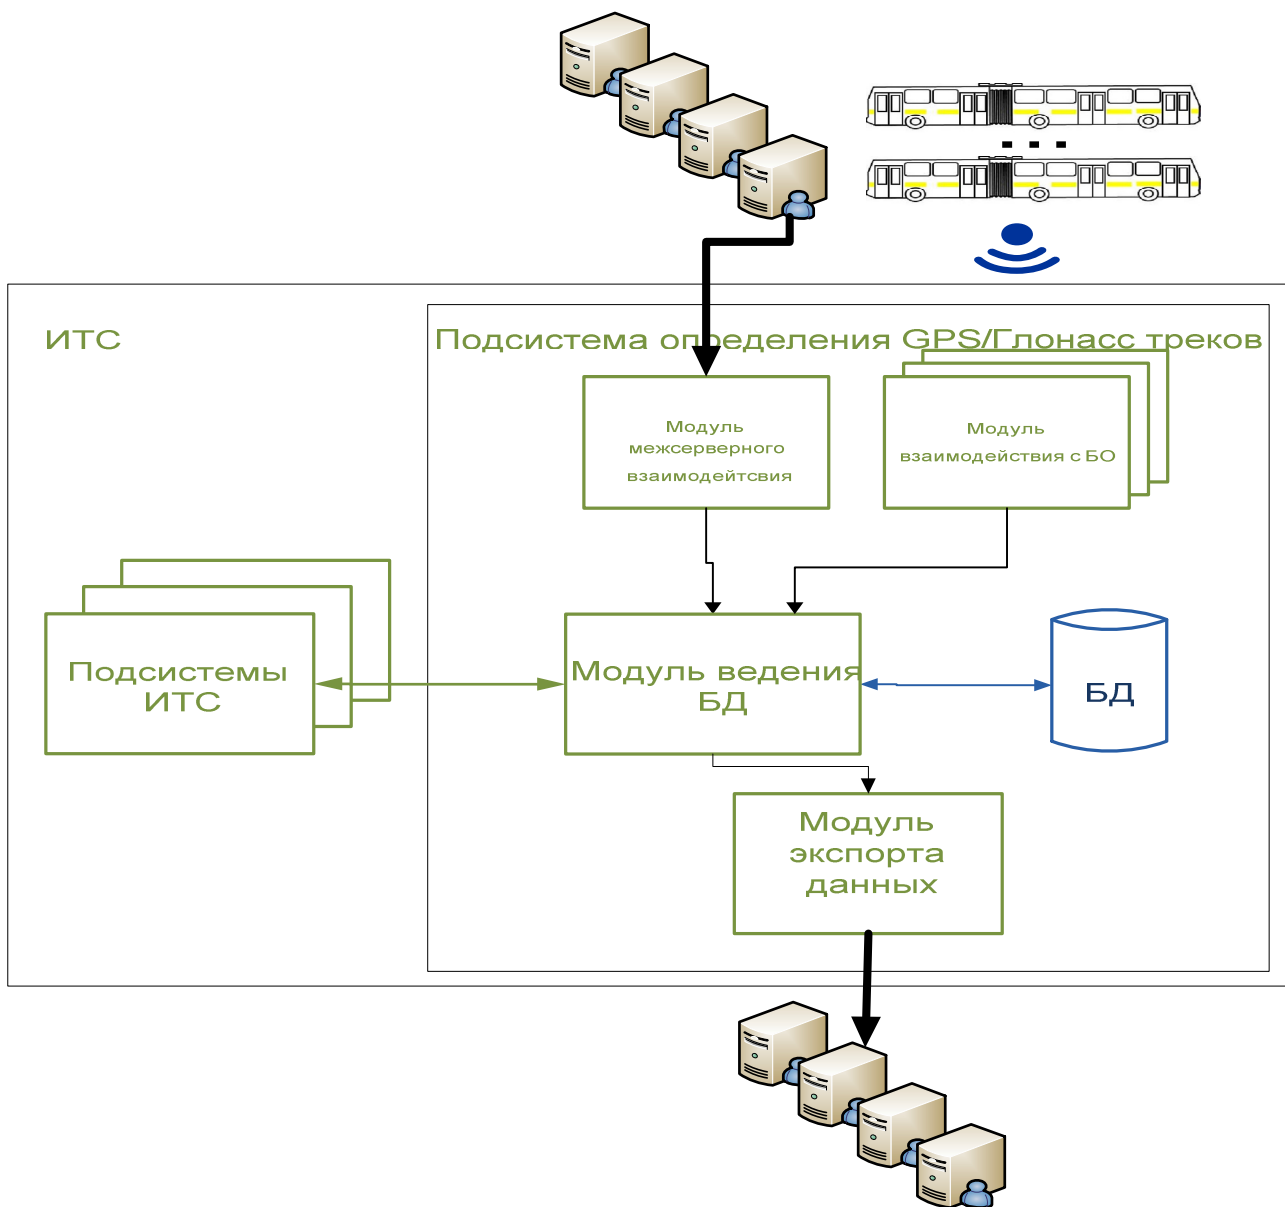 ИТС
Подсистема определения GPS/Глонасс треков
Модуль
межсерверного
взаимодейтсвия
Модуль
взаимодействия с БО
Подсистемы
ИТС
Модуль ведения
БД
БД
Модуль
экспорта
данных